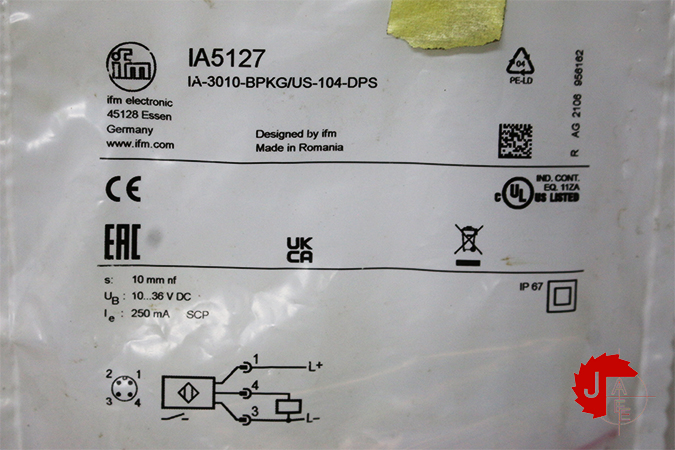 ifm
IA5127
IA-3010-BPKG/US-104-DPS
ifm electronic
45128 Essen
Germany
www.ifm.com
Designed by ifm
Made in Romania
04
PE-LD
R AG 2106 956162
CE
c UL US LISTED
IND. CONT.
EQ. 11ZA
EAC
UK
CA
s: 10 mm nf
UB : 10...36 V DC
Ie : 250 mA SCP
IP 67
2 1
3 4
1 L+
4
3 L-
J